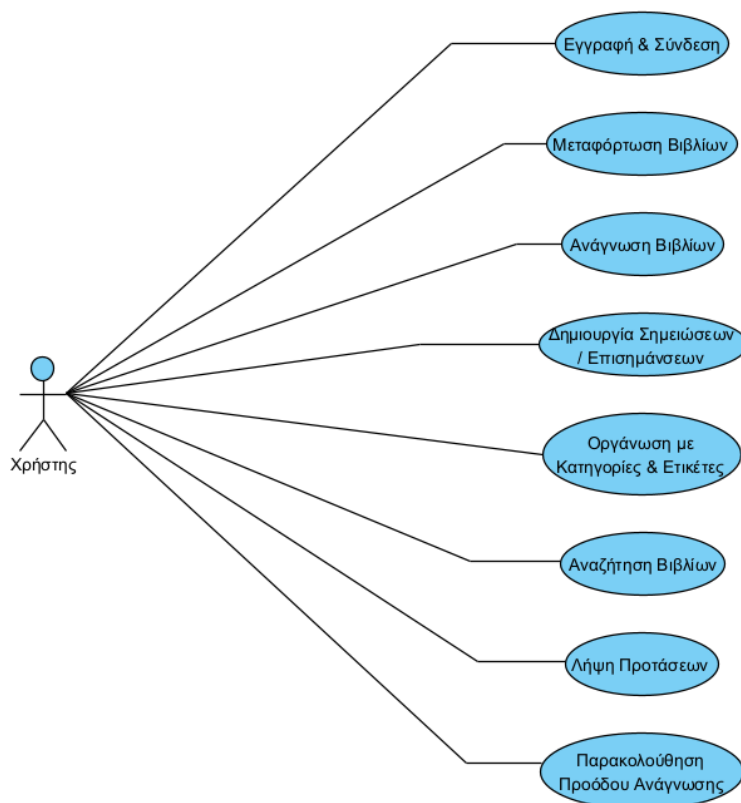 Εγγραφή & Σύνδεση
Μεταφόρτωση Βιβλίων
Ανάγνωση Βιβλίων
Δημιουργία Σημειώσεων
/ Επισημάνσεων
Χρήστης
Οργάνωση με
Κατηγορίες & Ετικέτες
Αναζήτηση Βιβλίων
Λήψη Προτάσεων
Παρακολούθηση
Προόδου Ανάγνωσης